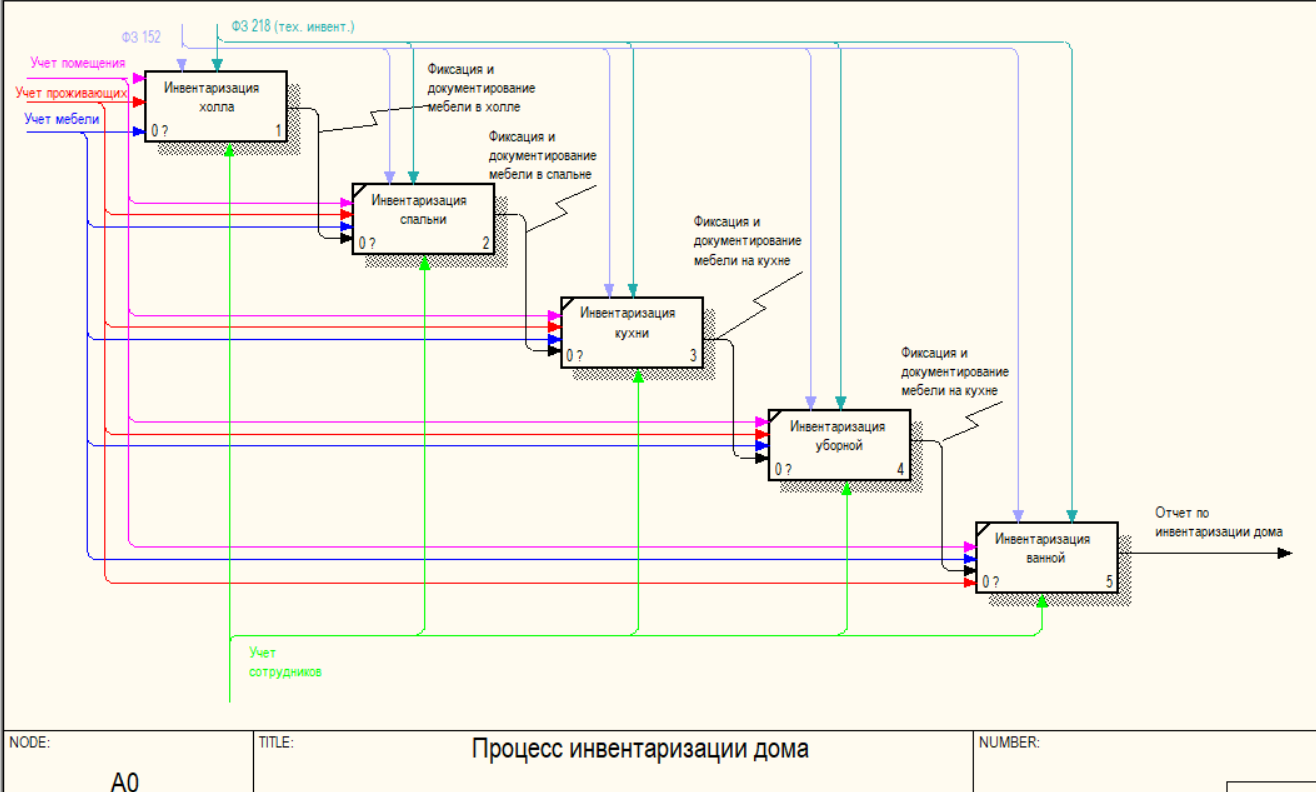 ФЗ 152
ФЗ 218 (тех. инвент.)
Учет помещения
Учет проживающих
Учет мебели
Инвентаризация
холла
0 ?
1
Фиксация и
документирование
мебели в холле
Фиксация и
документирование
мебели в спальне
Инвентаризация
спальни
0 ?
2
Фиксация и
документирование
мебели на кухне
Инвентаризация
кухни
0 ?
3
Фиксация и
документирование
мебели на кухне
Инвентаризация
уборной
0 ?
4
Отчет по
инвентаризации дома
Инвентаризация
ванной
0 ?
5
Учет
сотрудников
NODE:
A0
TITLE:
Процесс инвентаризации дома
NUMBER: